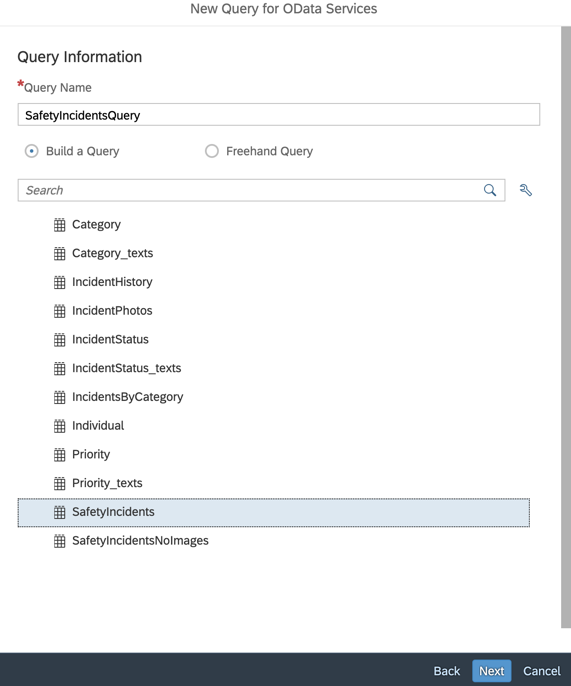 New Query for OData Services
Query Information
*Query Name
SafetyIncidentsQuery
Build a Query Freehand Query
Search
Category
Category_texts
IncidentHistory
IncidentPhotos
IncidentStatus
IncidentStatus_texts
IncidentsByCategory
Individual
Priority
Priority_texts
SafetyIncidents
SafetyIncidentsNoImages
Back Next Cancel